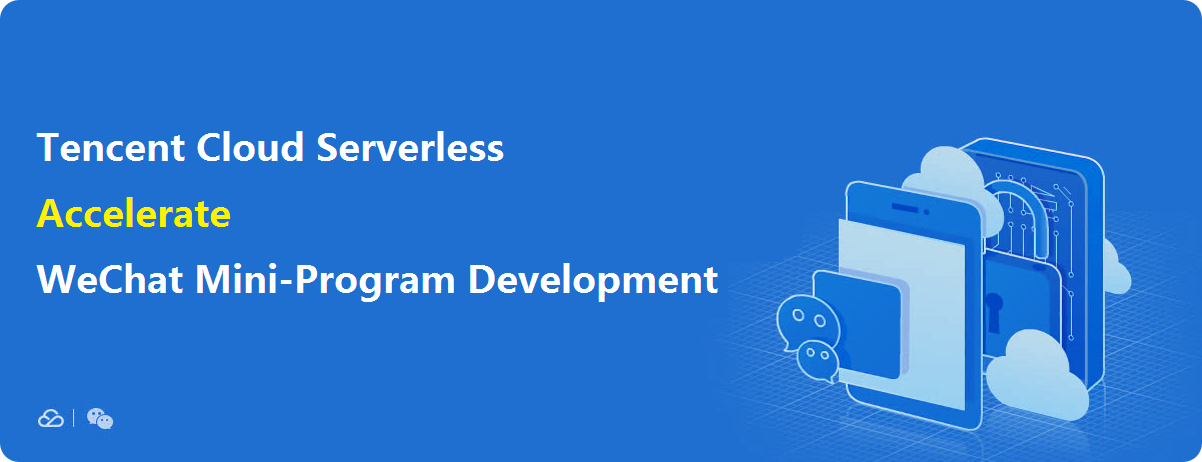 Tencent Cloud Serverless
Accelerate
WeChat Mini-Program Development